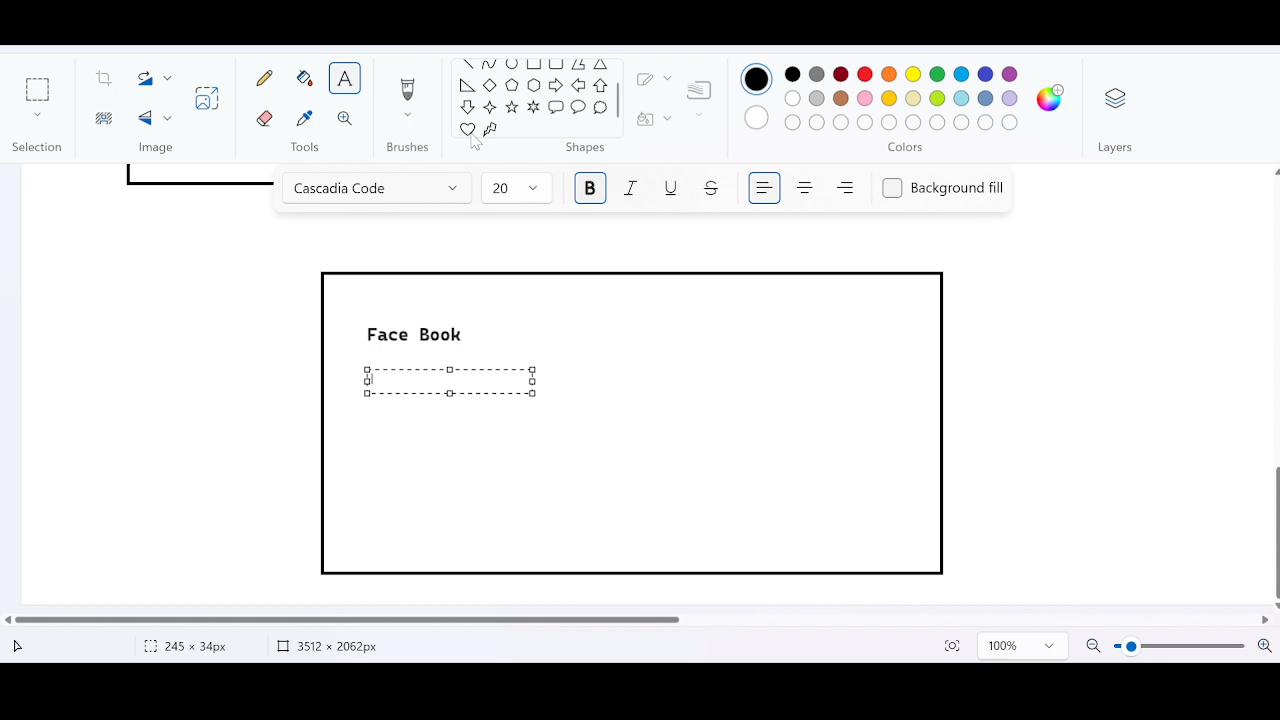 A
Selection
Image
Tools
Brushes
Shapes
Colors
Layers
Cascadia Code
20
B
I
U
S
Background fill
Face Book
245 × 34px
3512 × 2062px
100%